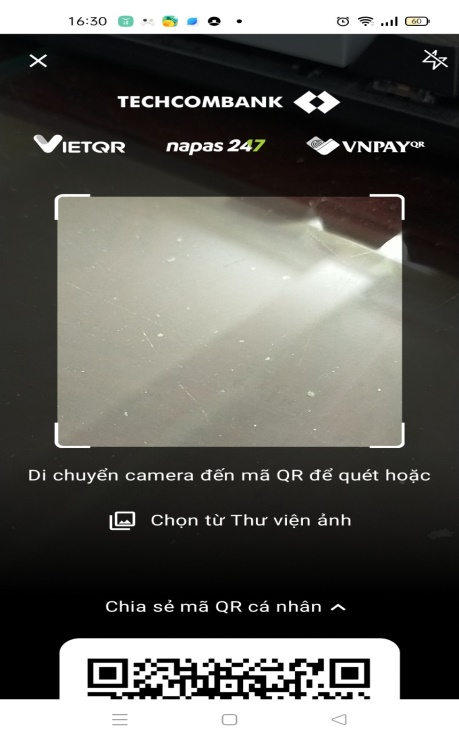 16:30
60
TECHCOMBANK
VIETQR napas 247 VNPAYQR
Di chuyển camera đến mã QR để quét hoặc
Chọn từ Thư viện ảnh
Chia sẻ mã QR cá nhân